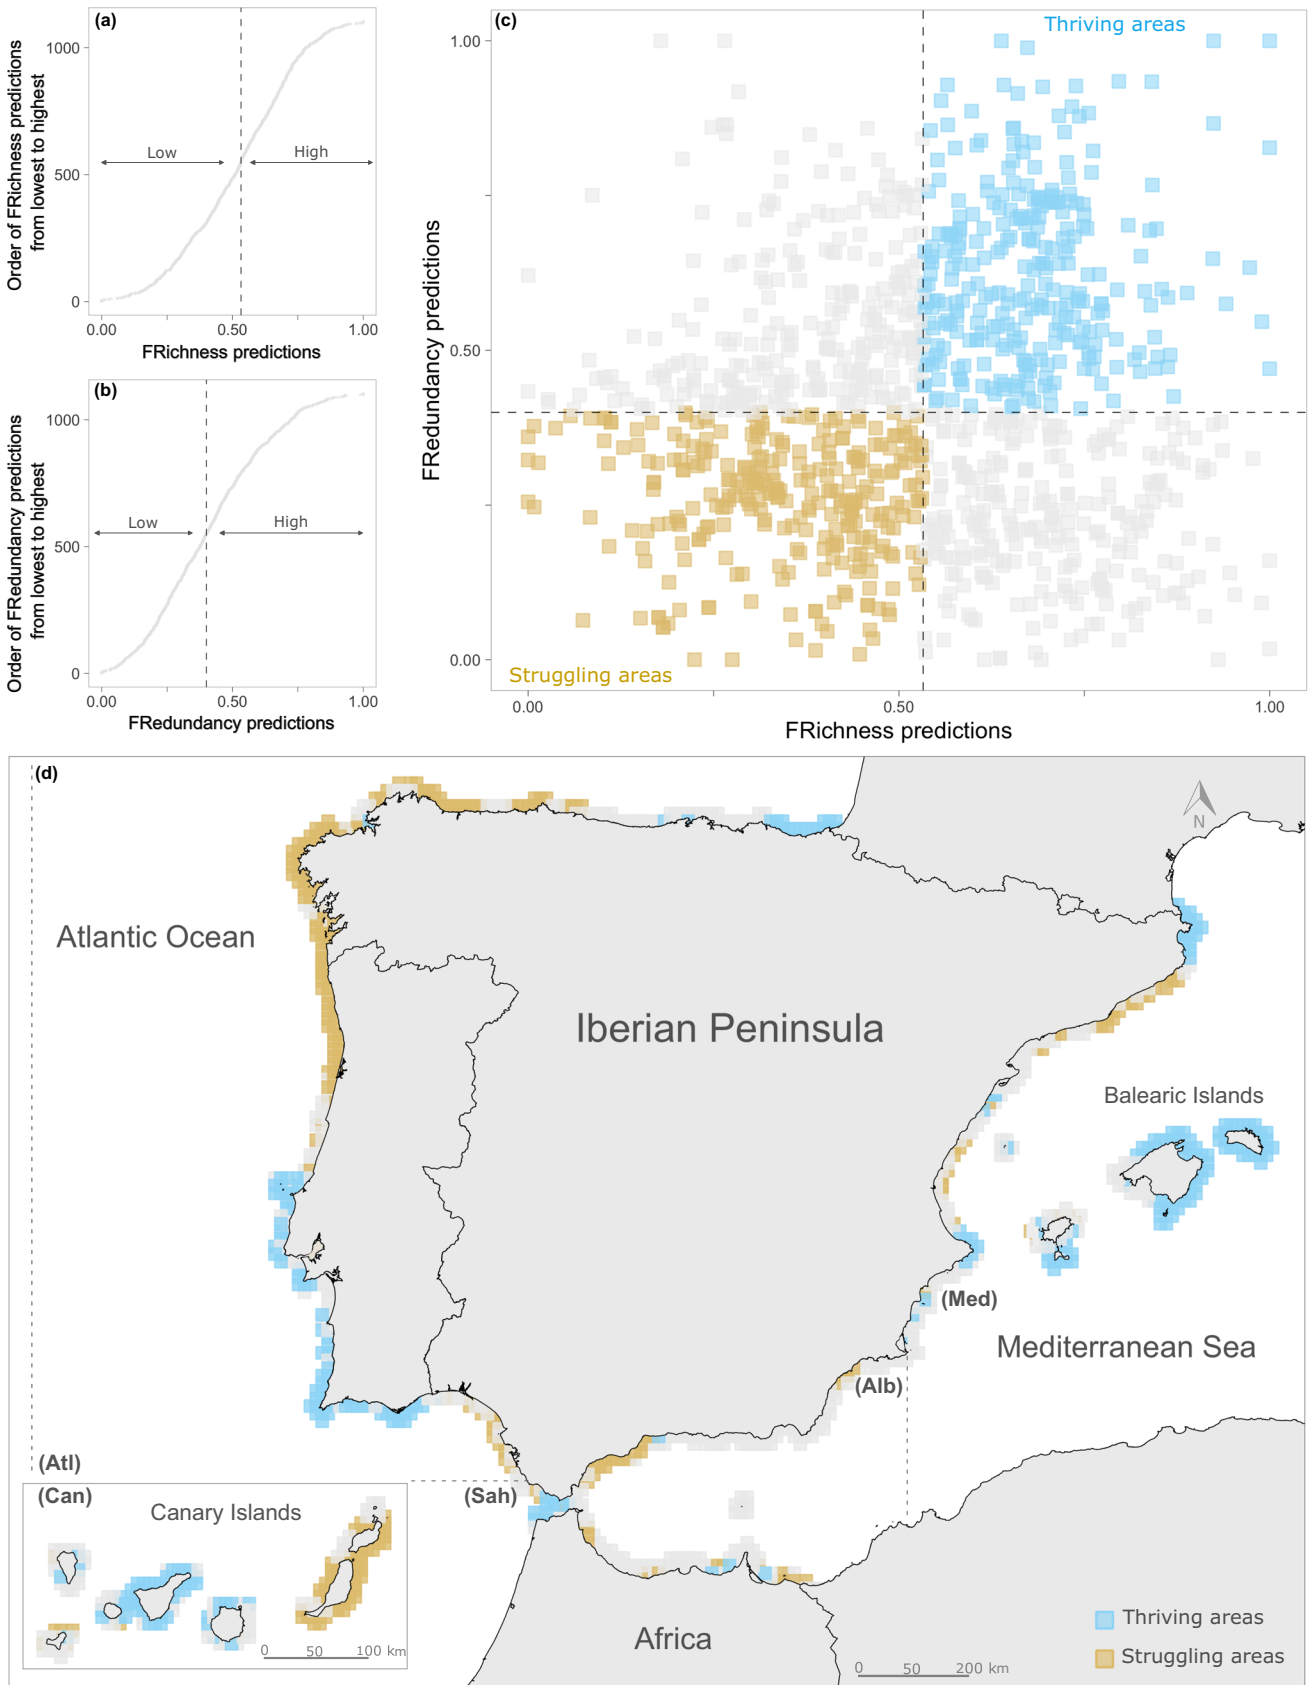 (a)
Order of FRichness predictions
from lowest to highest
1000
500
0
Low
High
0.00
0.50
1.00
FRichness predictions
(b)
Order of FRedundancy predictions
from lowest to highest
1000
500
0
Low
High
0.00
0.50
1.00
FRedundancy predictions
(c)
Thriving areas
FRedundancy predictions
1.00
0.50
0.00
Struggling areas
0.00
0.50
1.00
FRichness predictions
(d)
N
Atlantic Ocean
Iberian Peninsula
Balearic Islands
(Med)
Mediterranean Sea
(Alb)
(Atl)
(Can)
(Sah)
Canary Islands
0 50 100 km
Africa
Thriving areas
Struggling areas
0 50 200 km